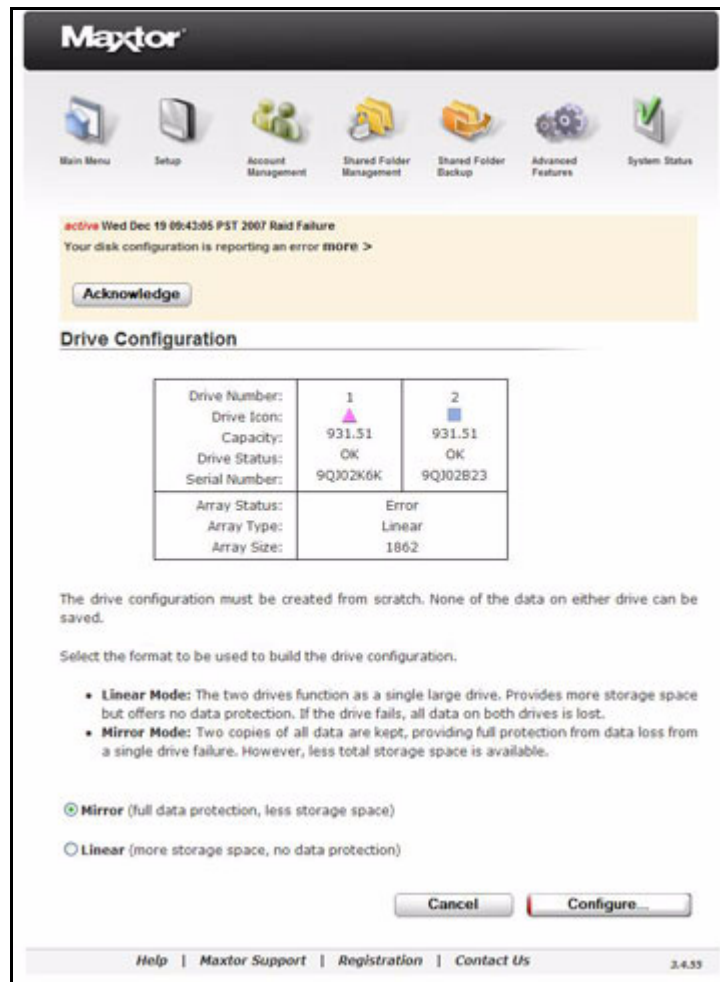 Maxtor
Main Menu
Setup
Account
Management
Shared Folder
Management
Shared Folder
Backup
Advanced
Features
System Status
active Wed Dec 19 09:43:05 PST 2007 Raid Failure
Your disk configuration is reporting an error more >
Acknowledge
Drive Configuration
Drive Number: 1 2
Drive Icon:
Capacity: 931.51 931.51
Drive Status: OK OK
Serial Number: 9QJ02K6K 9QJ02B23
Array Status: Error
Array Type: Linear
Array Size: 1862
The drive configuration must be created from scratch. None of the data on either drive can be
saved.
Select the format to be used to build the drive configuration.
• Linear Mode: The two drives function as a single large drive. Provides more storage space
but offers no data protection. If the drive fails, all data on both drives is lost.
• Mirror Mode: Two copies of all data are kept, providing full protection from data loss from
a single drive failure. However, less total storage space is available.
Mirror (full data protection, less storage space)
Linear (more storage space, no data protection)
Cancel
Configure...
Help | Maxtor Support | Registration | Contact Us
2.4.55